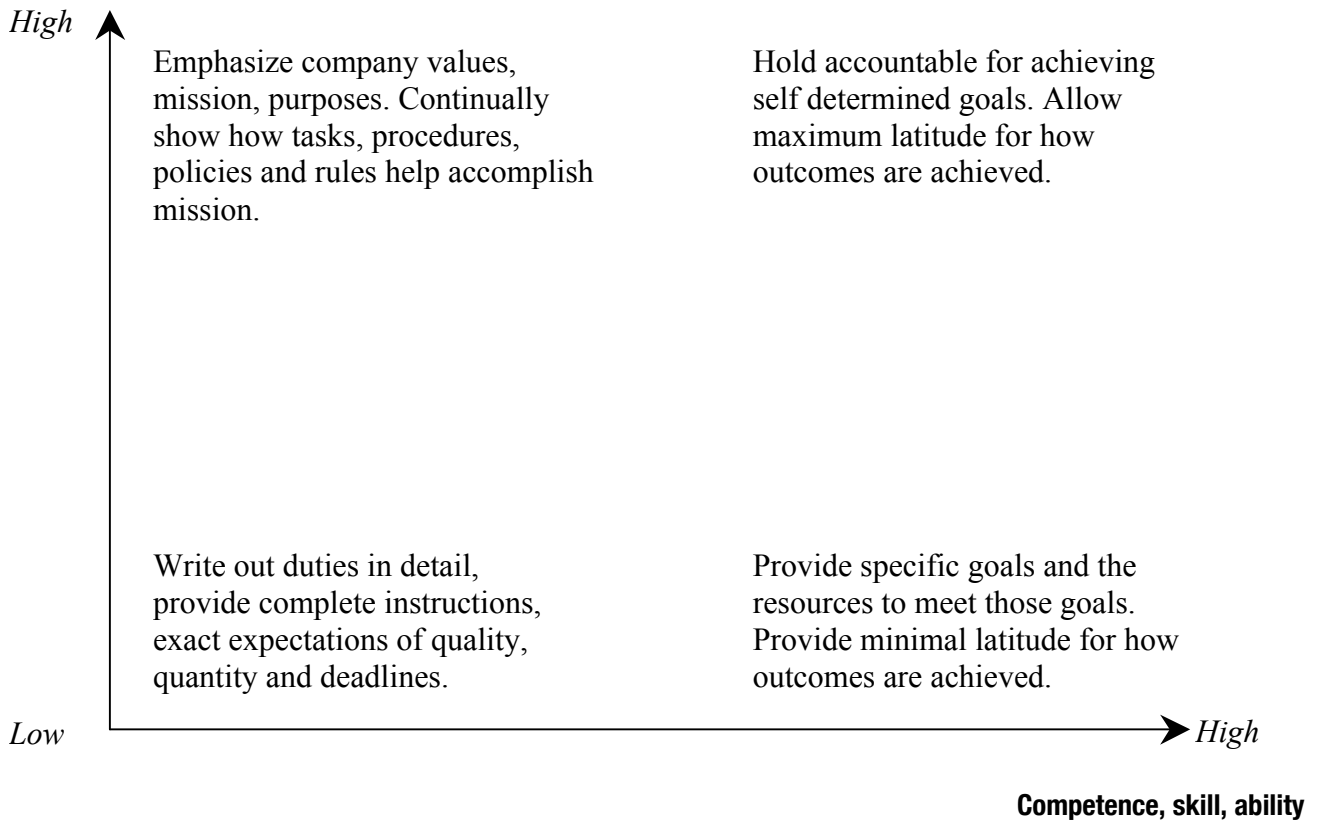 High
Emphasize company values,
mission, purposes. Continually
show how tasks, procedures,
policies and rules help accomplish
mission.
Hold accountable for achieving
self determined goals. Allow
maximum latitude for how
outcomes are achieved.
Write out duties in detail,
provide complete instructions,
exact expectations of quality,
quantity and deadlines.
Provide specific goals and the
resources to meet those goals.
Provide minimal latitude for how
outcomes are achieved.
Low
High
Competence, skill, ability